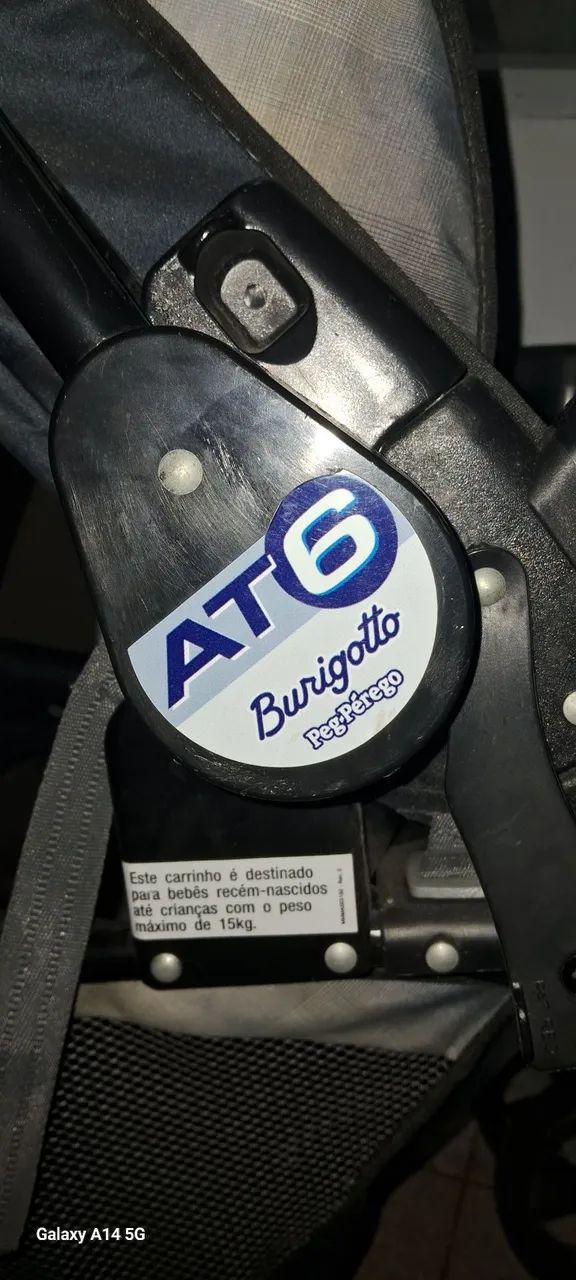 AT6
Burigotto
Peg-Pérego
Este carrinho é destinado
para bebês recém-nascidos
até crianças com o peso
máximo de 15kg.
Galaxy A14 5G